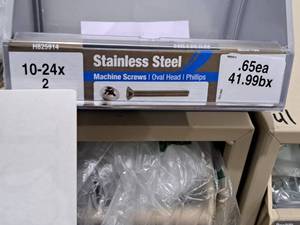 H825914
Stainless Steel
Machine Screws | Oval Head | Phillips
10-24x
2
.65ea
41.99bx